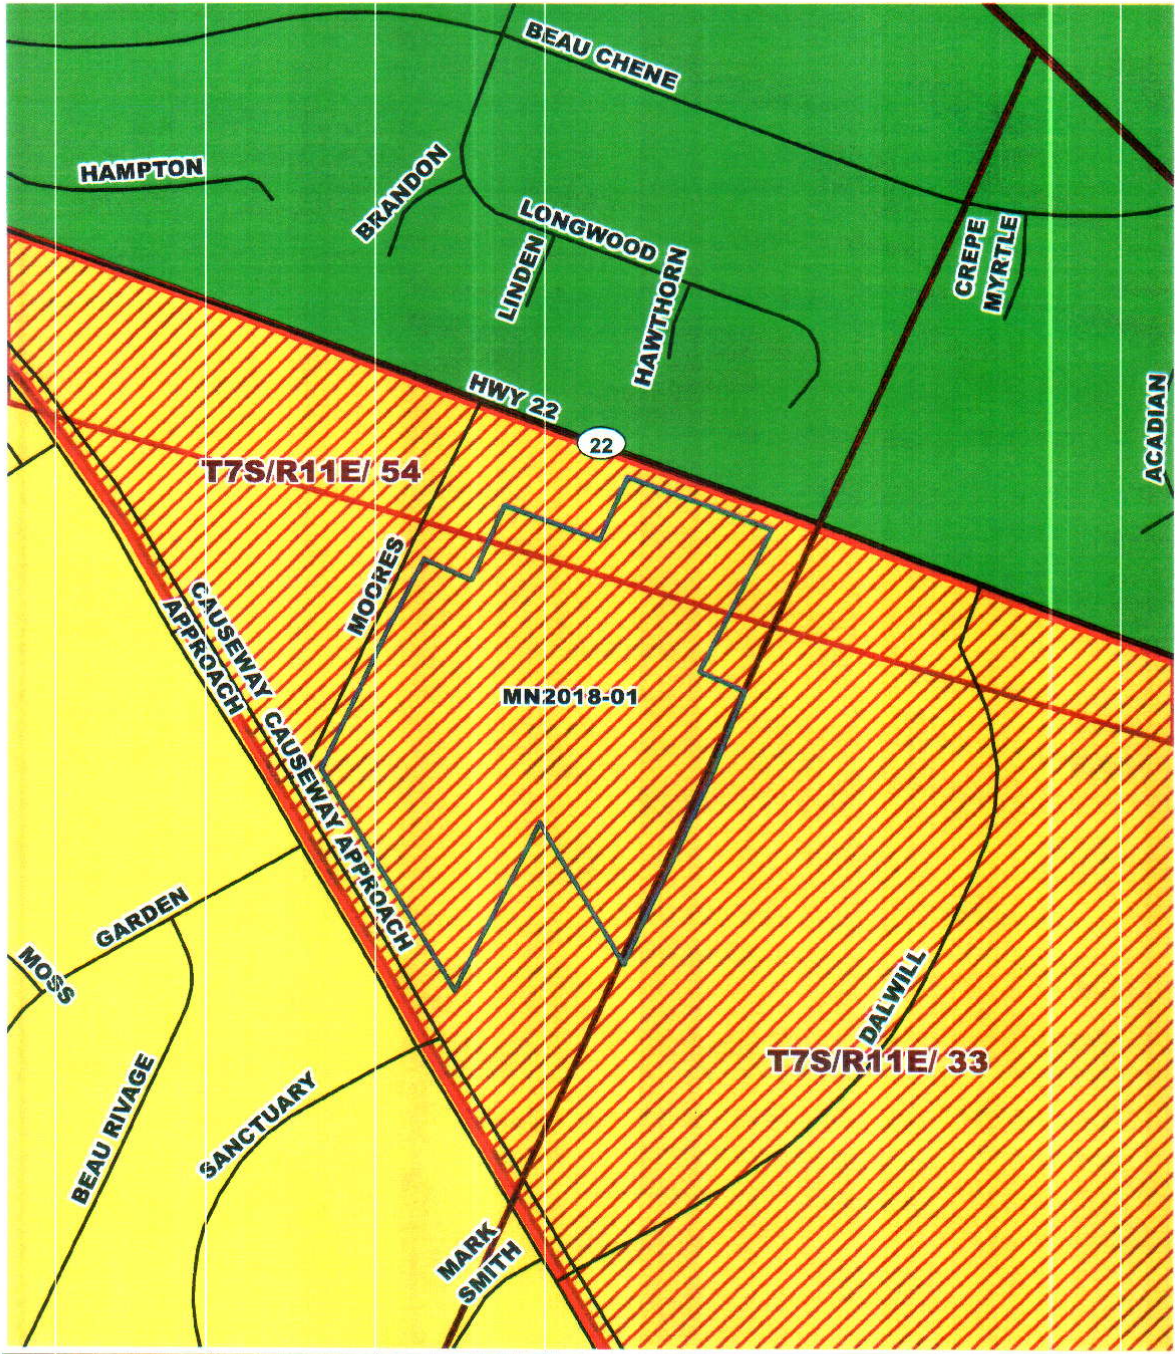 BEAU CHENE
HAMPTON
BRANDON
LONGWOOD
LINDEN
HAWTHORN
CREPE
MYRTLE
ACADIAN
HWY 22
22
T7S/R11E/ 54
MOORES
CAUSEWAY
APPROACH
MN2018-01
CAUSEWAY APPROACH
GARDEN
MOSS
DALWILL
T7S/R11E/ 33
BEAU RIVAGE
SANCTUARY
MARK
SMITH